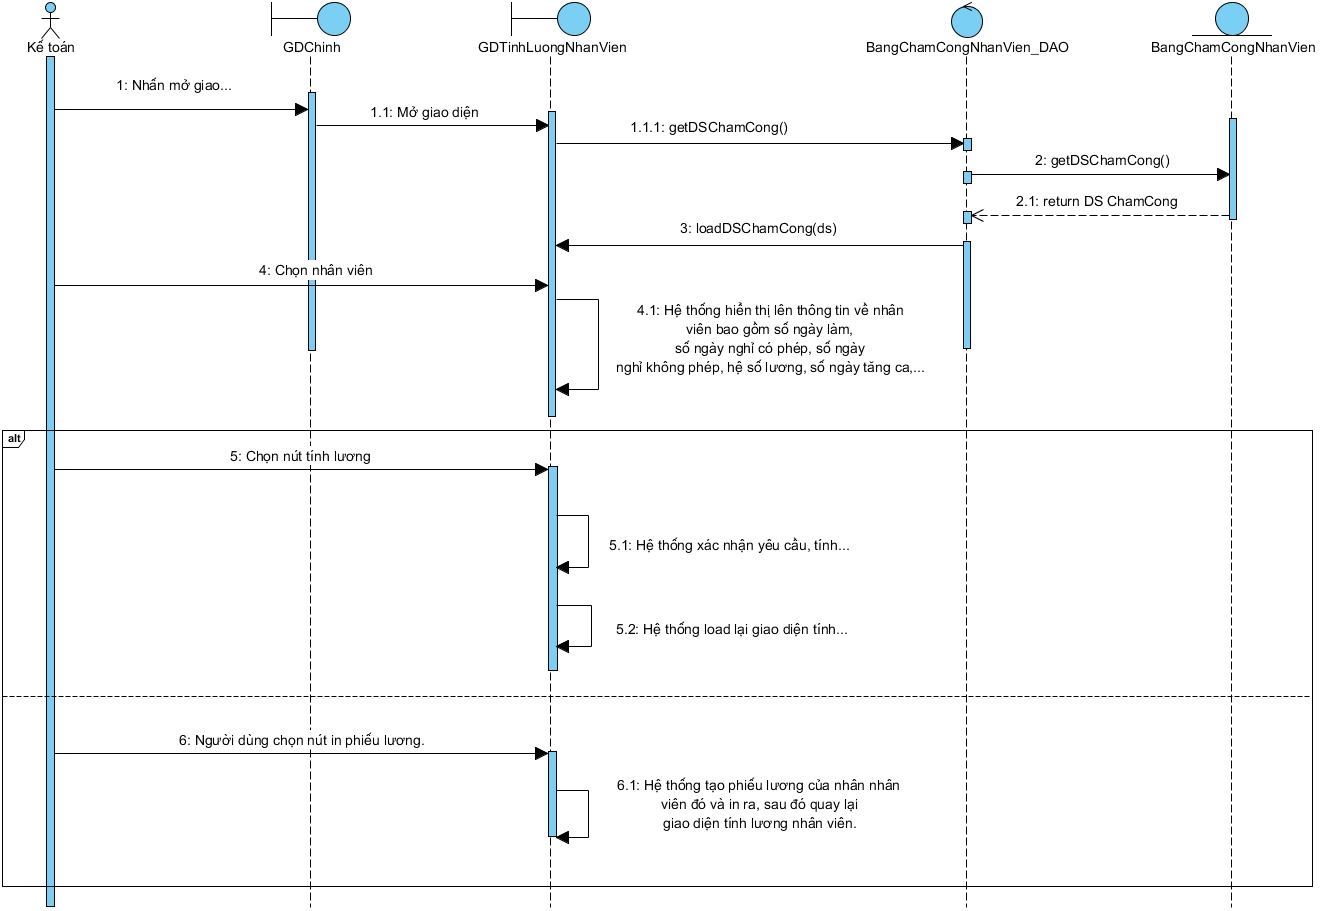 Kế toán
GDChinh
GDTinhLuongNhanVien
BangChamCongNhanVien_DAO
BangChamCongNhanVien
1: Nhấn mở giao...
1.1: Mở giao diện
1.1.1: getDSChamCong()
2: getDSChamCong()
2.1: return DS ChamCong
3: loadDSChamCong(ds)
4: Chọn nhân viên
4.1: Hệ thống hiển thị lên thông tin về nhân
viên bao gồm số ngày làm,
số ngày nghỉ có phép, số ngày
nghỉ không phép, hệ số lương, số ngày tăng ca,...
alt
5: Chọn nút tính lương
5.1: Hệ thống xác nhận yêu cầu, tính...
5.2: Hệ thống load lại giao diện tính...
6: Người dùng chọn nút in phiếu lương.
6.1: Hệ thống tạo phiếu lương của nhân nhân
viên đó và in ra, sau đó quay lại
giao diện tính lương nhân viên.